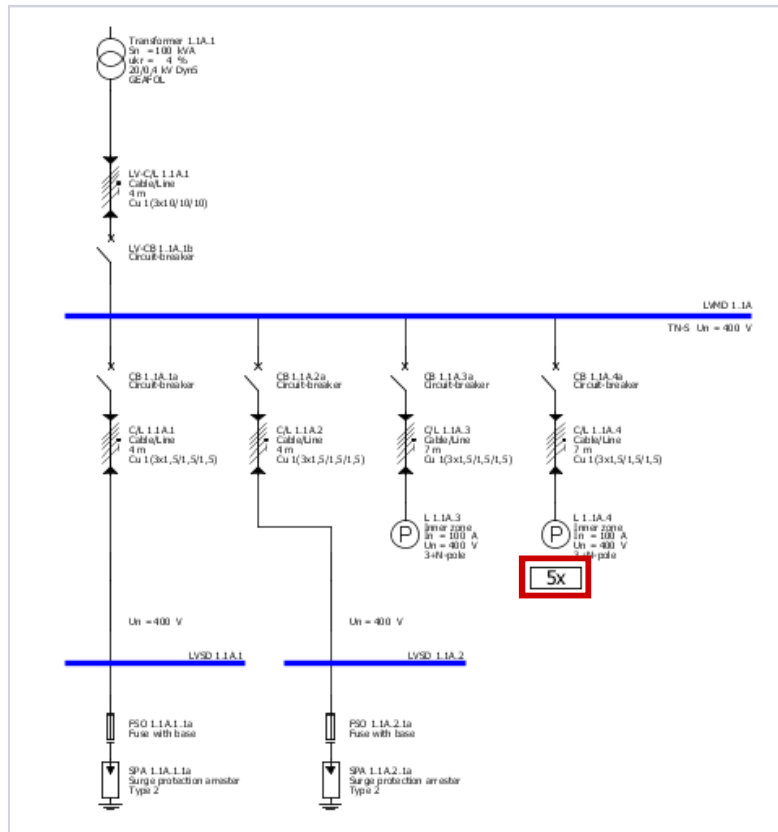 Transformer 1.1A.1
Sn = 100 kVA
ukr = 4 %
20/0,4 kV Dyn5
GEAFOL
LV-C/L 1.1A.1
Cable/Line
4 m
Cu 1(3x10/10/10)
LV-CB 1.1A.1b
Circuit-breaker
LVMD 1.1A
TN-S Un = 400 V
CB 1.1A.1a
Circuit-breaker
CB 1.1A.2a
Circuit-breaker
CB 1.1A.3a
Circuit-breaker
CB 1.1A.4a
Circuit-breaker
C/L 1.1A.1
Cable/Line
4 m
Cu 1(3x1,5/1,5/1,5)
C/L 1.1A.2
Cable/Line
4 m
Cu 1(3x1,5/1,5/1,5)
C/L 1.1A.3
Cable/Line
7 m
Cu 1(3x1,5/1,5/1,5)
C/L 1.1A.4
Cable/Line
7 m
Cu 1(3x1,5/1,5/1,5)
P
L 1.1A.3
Inner zone
In = 100 A
Un = 400 V
3+N-pole
P
L 1.1A.4
Inner zone
In = 100 A
Un = 400 V
3+N-pole
5x
Un = 400 V
Un = 400 V
LVSD 1.1A.1
LVSD 1.1A.2
FSO 1.1A.1.1a
Fuse with base
FSO 1.1A.2.1a
Fuse with base
SPA 1.1A.1.1a
Surge protection arrester
Type 2
SPA 1.1A.2.1a
Surge protection arrester
Type 2